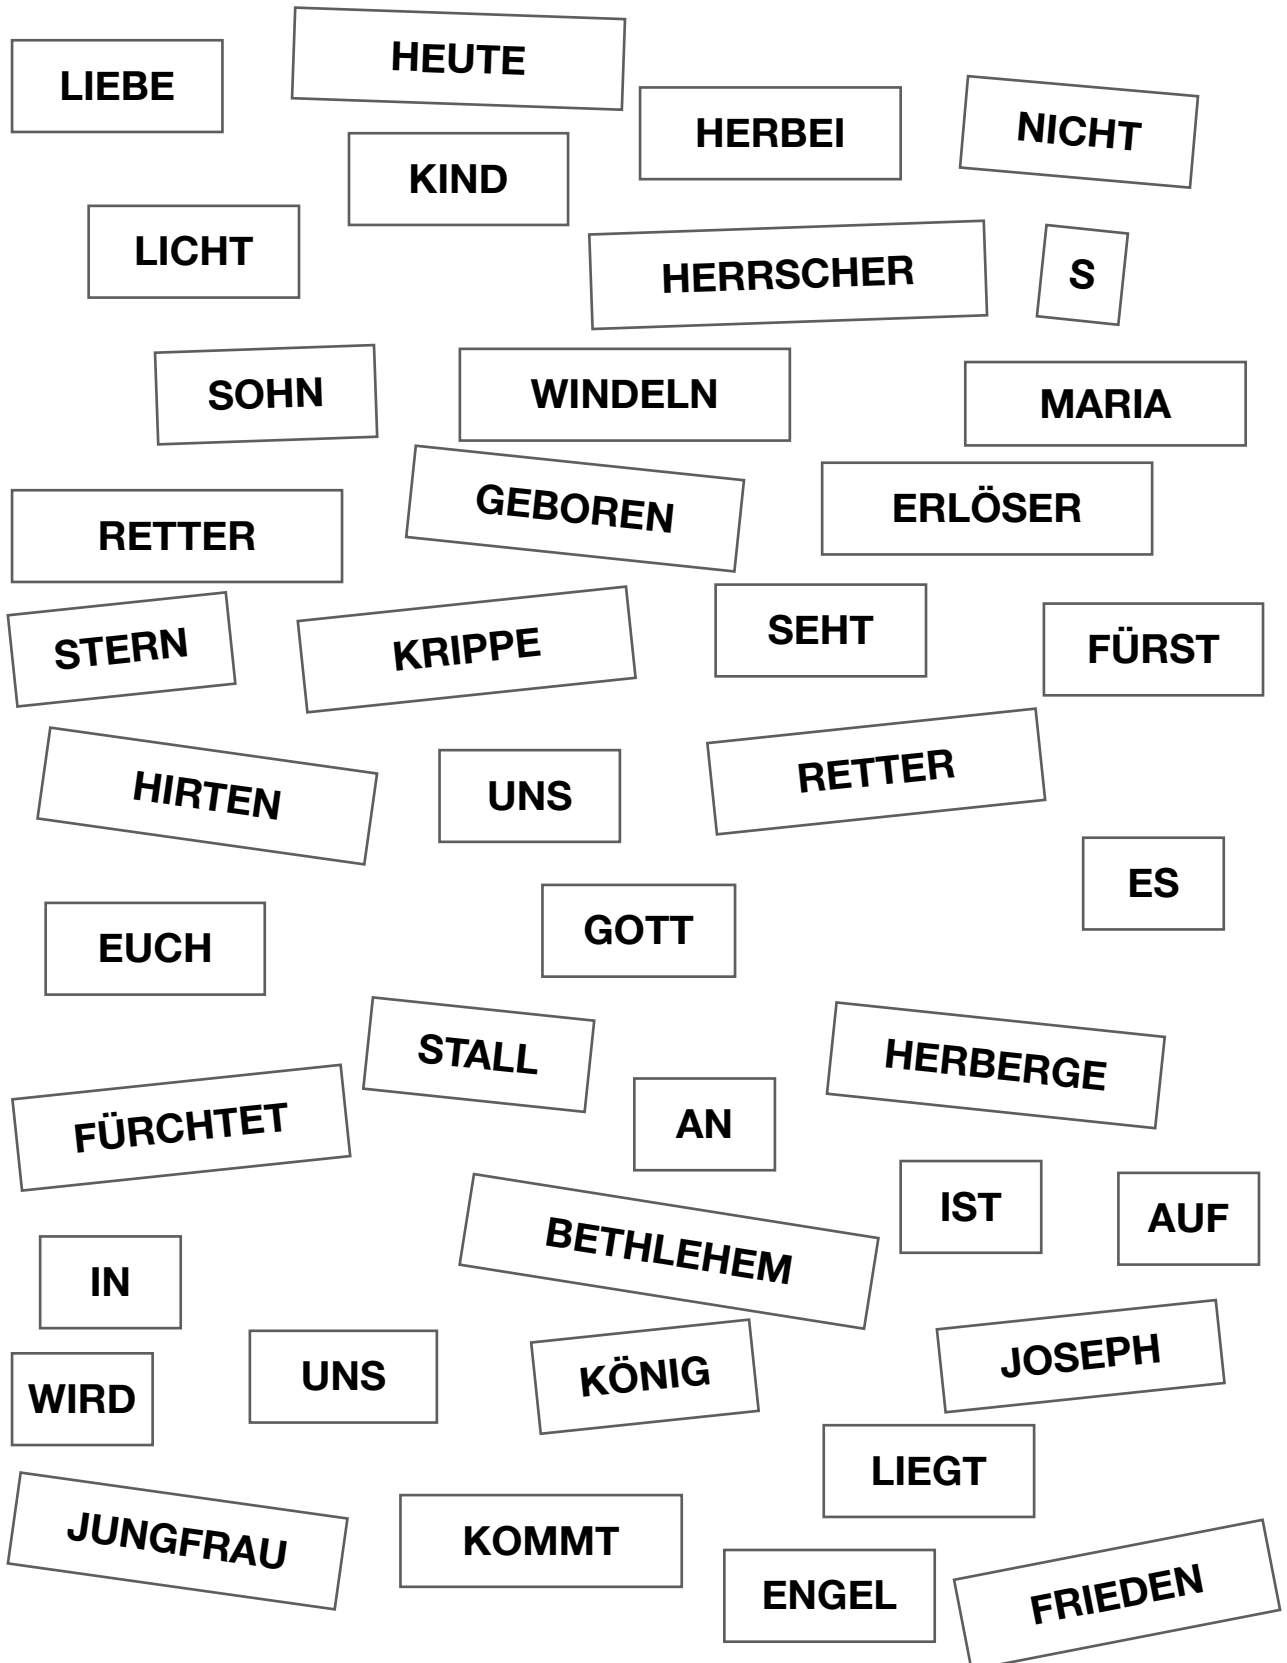 HEUTE
LIEBE
HERBEI
NICHT
KIND
LICHT
HERRSCHER
S
SOHN
WINDELN
MARIA
GEBOREN
ERLÖSER
RETTER
STERN
KRIPPE
SEHT
FÜRST
HIRTEN
UNS
RETTER
ES
EUCH
GOTT
STALL
HERBERGE
FÜRCHTET
AN
IST
AUF
BETHLEHEM
IN
WIRD
UNS
KÖNIG
JOSEPH
LIEGT
JUNGFRAU
KOMMT
ENGEL
FRIEDEN